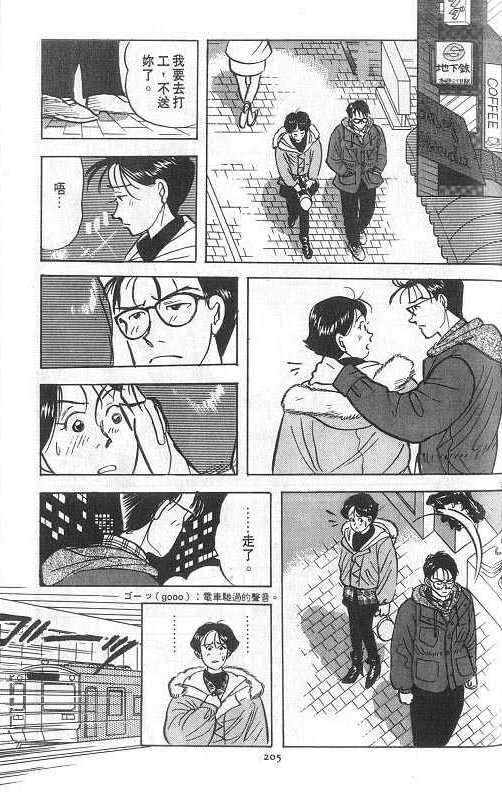 地下鉄
COFFEE
我要去打
工，不送
妳了。
唔…
……走了。
ゴーッ（gooo）：電車駛過的聲音。
………
………
205